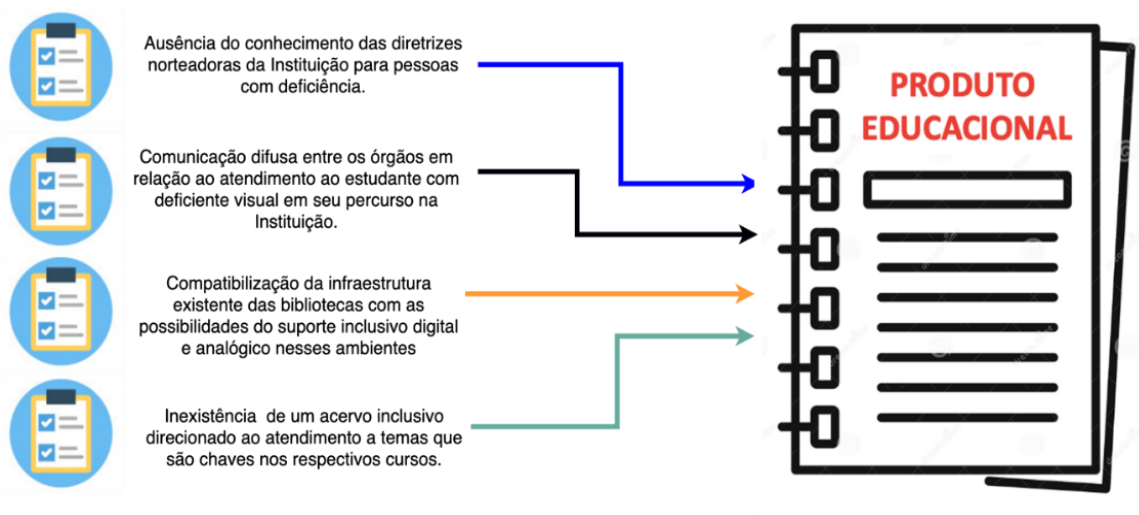 Ausência do conhecimento das diretrizes
norteadoras da Instituição para pessoas
com deficiência.
Comunicação difusa entre os órgãos em
relação ao atendimento ao estudante com
deficiente visual em seu percurso na
Instituição.
Compatibilização da infraestrutura
existente das bibliotecas com as
possibilidades do suporte inclusivo digital
e analógico nesses ambientes
Inexistência de um acervo inclusivo
direcionado ao atendimento a temas que
são chaves nos respectivos cursos.
PRODUTO
EDUCACIONAL